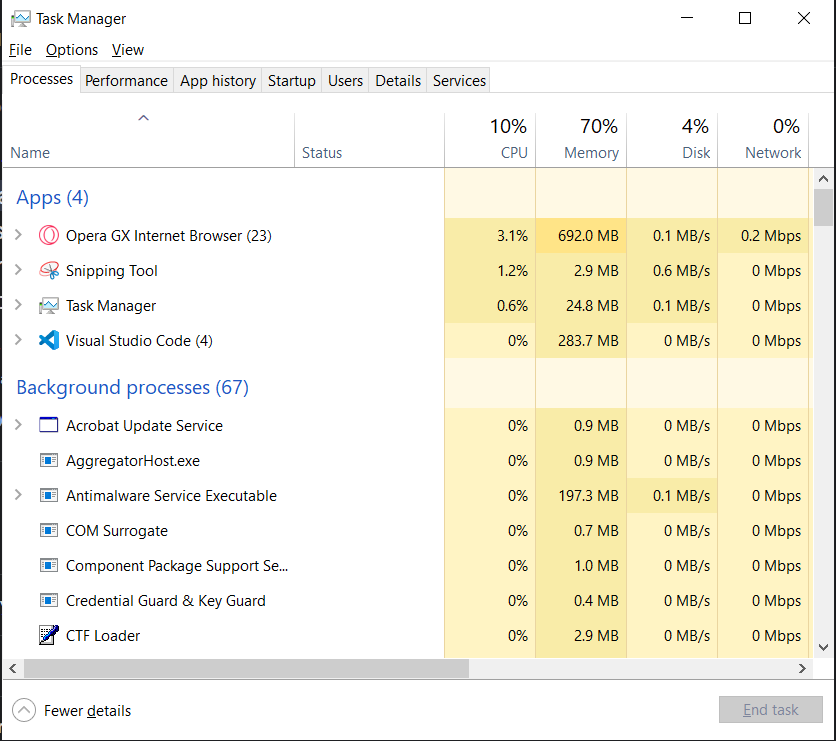 Task Manager
File Options View
Processes Performance App history Startup Users Details Services
10% 70% 4% 0%
Name Status CPU Memory Disk Network
Apps (4)
Opera GX Internet Browser (23) 3.1% 692.0 MB 0.1 MB/s 0.2 Mbps
Snipping Tool 1.2% 2.9 MB 0.6 MB/s 0 Mbps
Task Manager 0.6% 24.8 MB 0.1 MB/s 0 Mbps
Visual Studio Code (4) 0% 283.7 MB 0 MB/s 0 Mbps
Background processes (67)
Acrobat Update Service 0% 0.9 MB 0 MB/s 0 Mbps
AggregatorHost.exe 0% 0.9 MB 0 MB/s 0 Mbps
Antimalware Service Executable 0% 197.3 MB 0.1 MB/s 0 Mbps
COM Surrogate 0% 0.7 MB 0 MB/s 0 Mbps
Component Package Support Se... 0% 1.0 MB 0 MB/s 0 Mbps
Credential Guard & Key Guard 0% 0.4 MB 0 MB/s 0 Mbps
CTF Loader 0% 2.9 MB 0 MB/s 0 Mbps
Fewer details End task